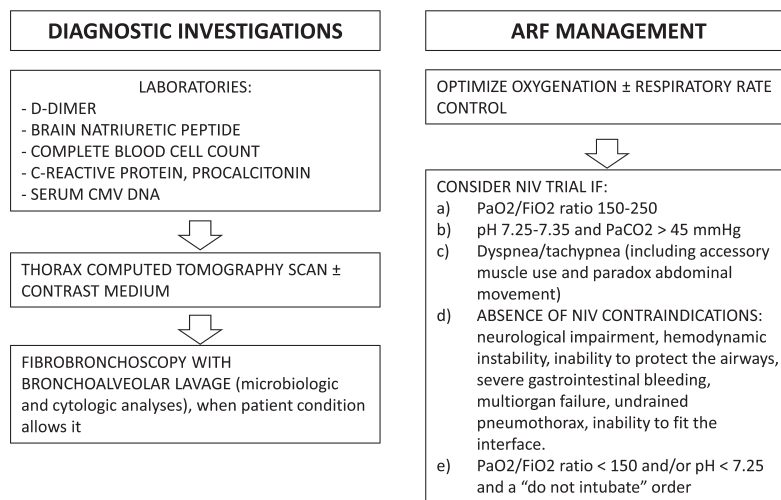 DIAGNOSTIC INVESTIGATIONS
LABORATORIES:
- D-DIMER
- BRAIN NATRIURETIC PEPTIDE
- COMPLETE BLOOD CELL COUNT
- C-REACTIVE PROTEIN, PROCALCITONIN
- SERUM CMV DNA
THORAX COMPUTED TOMOGRAPHY SCAN ±
CONTRAST MEDIUM
FIBROBRONCHOSCOPY WITH
BRONCHOALVEOLAR LAVAGE (microbiologic
and cytologic analyses), when patient condition
allows it
ARF MANAGEMENT
OPTIMIZE OXYGENATION ± RESPIRATORY RATE
CONTROL
CONSIDER NIV TRIAL IF:
a) PaO2/FiO2 ratio 150-250
b) pH 7.25-7.35 and PaCO2 > 45 mmHg
c) Dyspnea/tachypnea (including accessory
muscle use and paradox abdominal
movement)
d) ABSENCE OF NIV CONTRAINDICATIONS:
neurological impairment, hemodynamic
instability, inability to protect the airways,
severe gastrointestinal bleeding,
multiorgan failure, undrained
pneumothorax, inability to fit the
interface.
e) PaO2/FiO2 ratio < 150 and/or pH < 7.25
and a “do not intubate” order